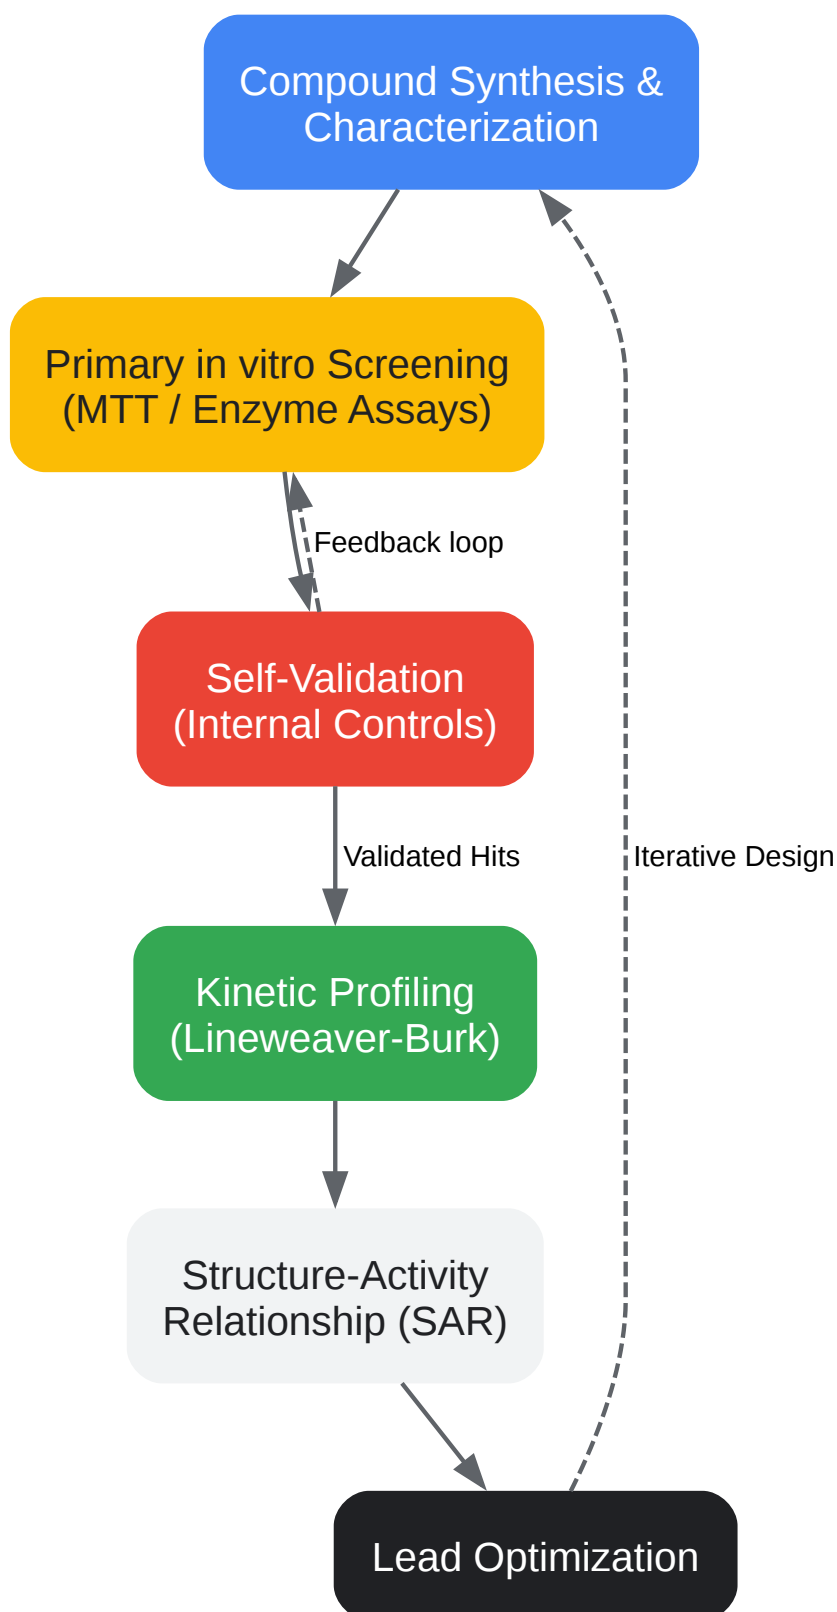 Compound Synthesis &
Characterization
Primary in vitro Screening
(MTT / Enzyme Assays)
Feedback loop
Self-Validation
(Internal Controls)
Validated Hits
Iterative Design
Kinetic Profiling
(Lineweaver-Burk)
Structure-Activity
Relationship (SAR)
Lead Optimization